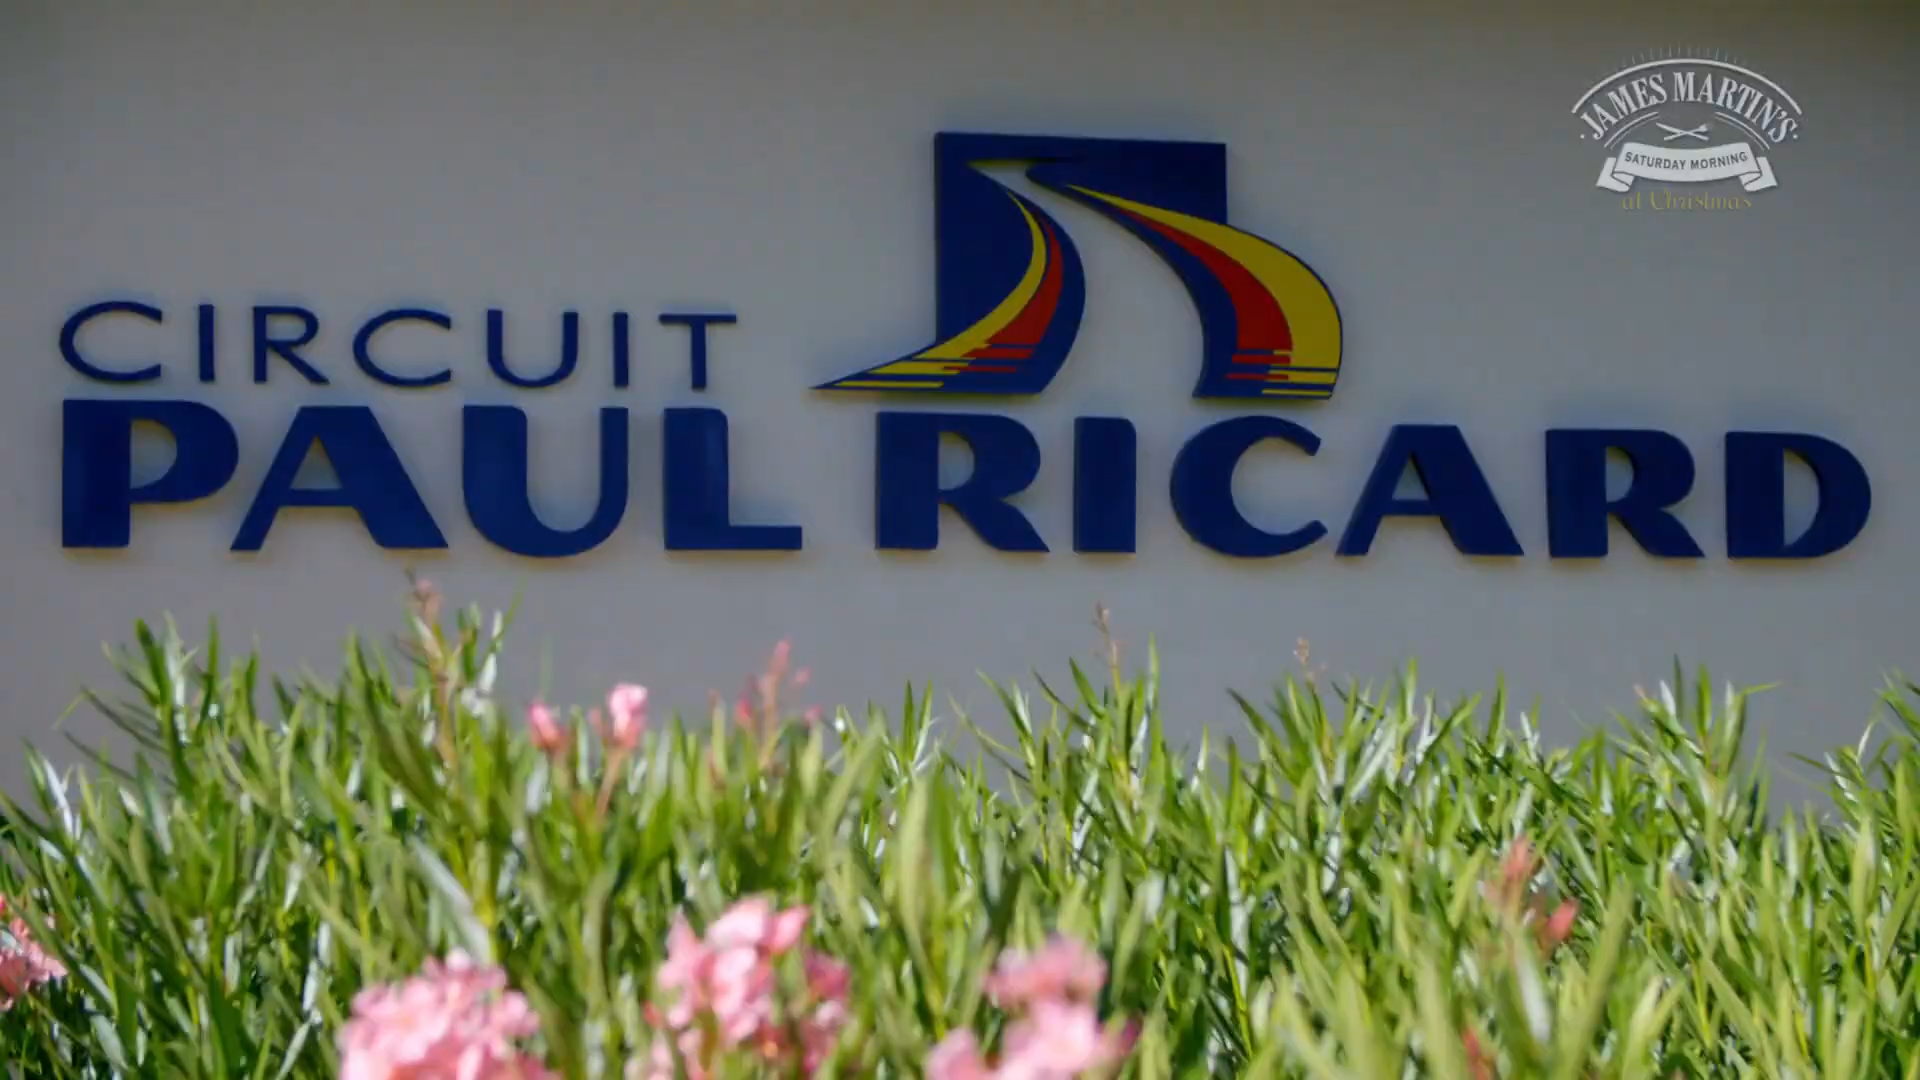 JAMES MARTIN'S
SATURDAY MORNING
at Christmas
CIRCUIT
PAUL RICARD